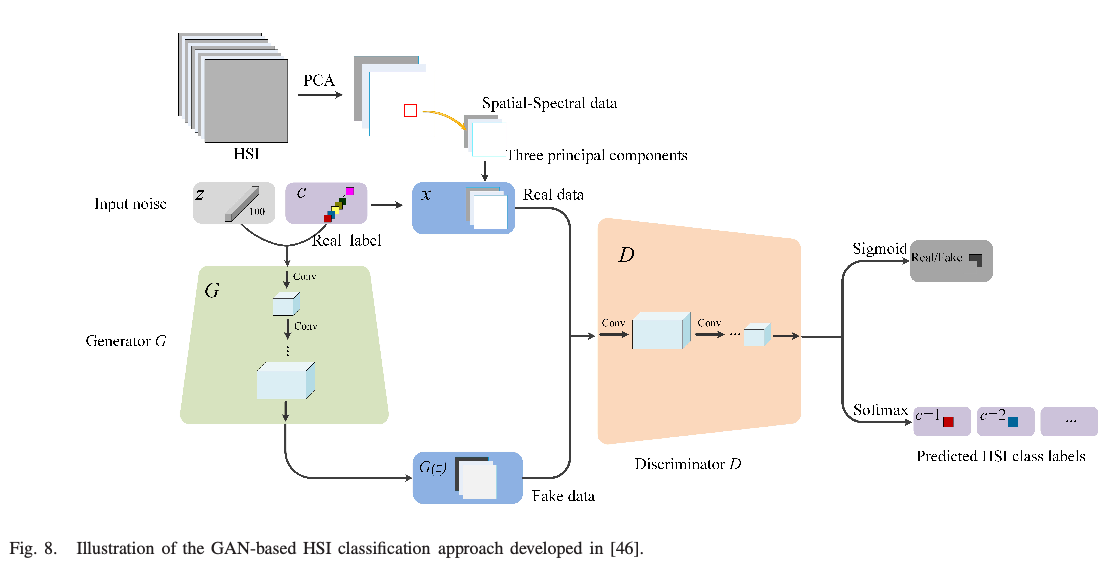 PCA
HSI
Spatial-Spectral data
Three principal components
Input noise
z
100
c
Real label
x
Real data
Conv
G
Conv
...
Generator G
G(z)
Fake data
D
Conv
Conv
...
Discriminator D
Sigmoid
Real/Fake
Softmax
c=1
c=2
...
Predicted HSI class labels
Fig. 8. Illustration of the GAN-based HSI classification approach developed in [46].